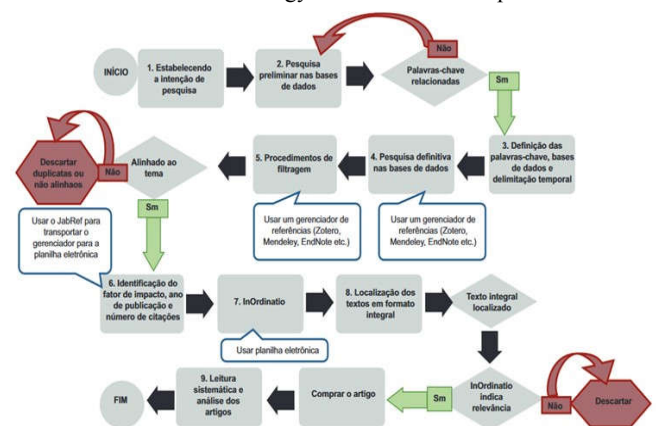 INÍCIO
1. Estabelecendo
a intenção de
pesquisa
2. Pesquisa
preliminar nas bases
de dados
Não
Palavras-chave
relacionadas
Sm
3. Definição das
palavras-chave, bases
de dados e
delimitação temporal
4. Pesquisa definitiva
nas bases de dados
Usar um gerenciador de
referências (Zotero,
Mendeley, EndNote etc.)
5. Procedimentos de
filtragem
Usar um gerenciador de
referências (Zotero,
Mendeley, EndNote etc.)
Alinhado ao
tema
Não
Descartar
duplicatas ou
não alinhaos
Sm
Usar o JabRef para
transportar o
gerenciador para a
planilha eletrônica
6. Identificação do
fator de impacto, ano
de publicação e
número de citações
7. InOrdinatio
Usar planilha eletrônica
8. Localização dos
textos em formato
integral
Texto integral
localizado
InOrdinatio
indica
relevância
Não
Descartar
Sm
Comprar o artigo
9. Leitura
sistemática e
análise dos
artigos
FIM